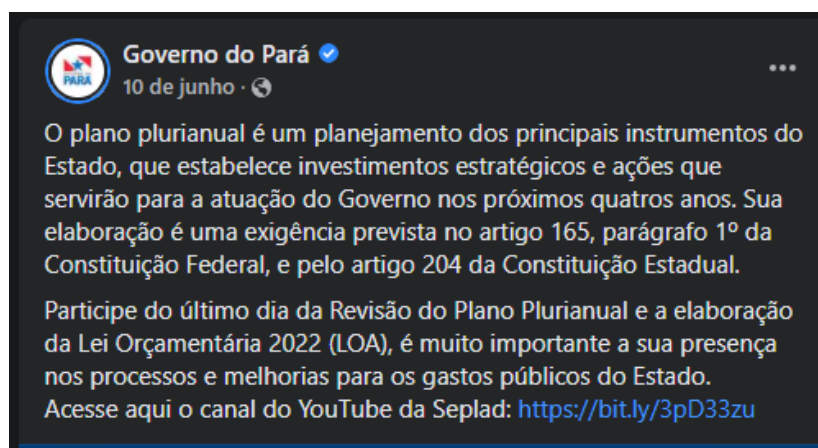 Governo do Pará
10 de junho ·
PARÁ
O plano plurianual é um planejamento dos principais instrumentos do
Estado, que estabelece investimentos estratégicos e ações que
servirão para a atuação do Governo nos próximos quatros anos. Sua
elaboração é uma exigência prevista no artigo 165, parágrafo 1º da
Constituição Federal, e pelo artigo 204 da Constituição Estadual.
Participe do último dia da Revisão do Plano Plurianual e a elaboração
da Lei Orçamentária 2022 (LOA), é muito importante a sua presença
nos processos e melhorias para os gastos públicos do Estado.
Acesse aqui o canal do YouTube da Seplad: https://bit.ly/3pD33zu